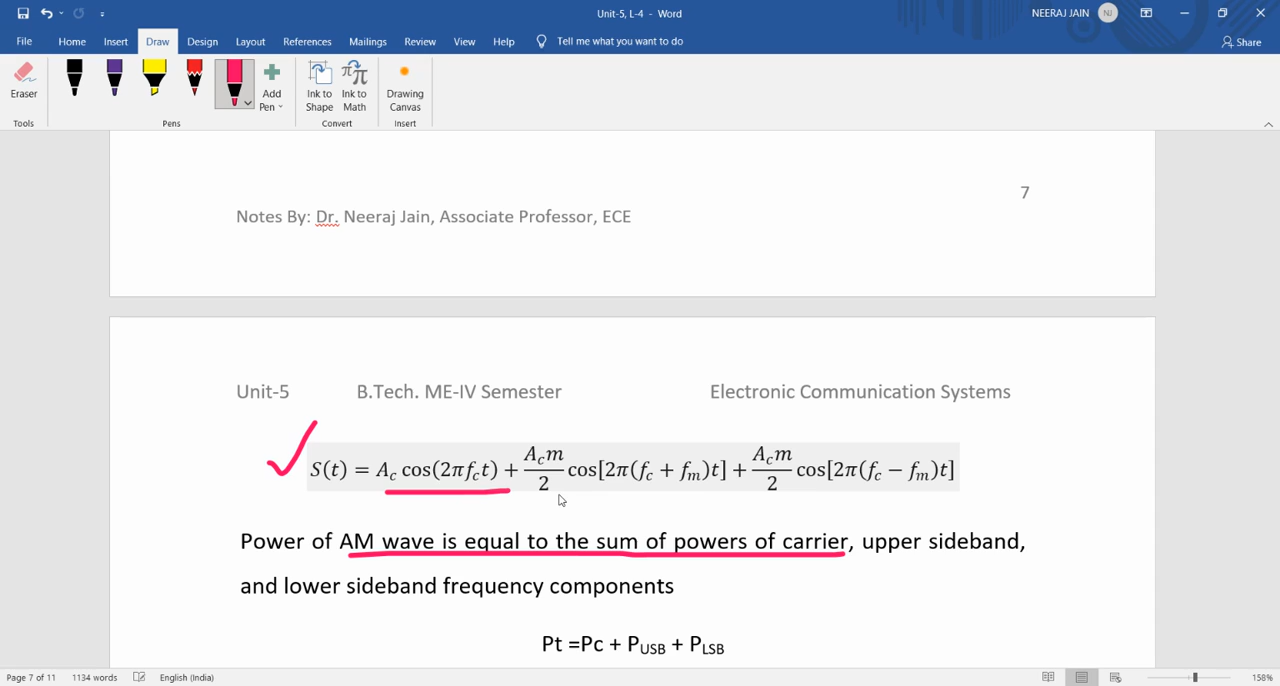 Unit-5, L-4 - Word
NEERAJ JAIN NJ
File Home Insert Draw Design Layout References Mailings Review View Help Tell me what you want to do Share
Eraser
Add Pen
Ink to Shape
Ink to Math
Drawing Canvas
Tools Pens Convert Insert
7
Notes By: Dr. Neeraj Jain, Associate Professor, ECE
Unit-5 B.Tech. ME-IV Semester Electronic Communication Systems
S(t) = A_c cos(2πf_ct) + A_cm/2 cos[2π(f_c + f_m)t] + A_cm/2 cos[2π(f_c − f_m)t]
Power of AM wave is equal to the sum of powers of carrier, upper sideband,
and lower sideband frequency components
Pt =Pc + P_USB + P_LSB
Page 7 of 11 1134 words English (India) 158%